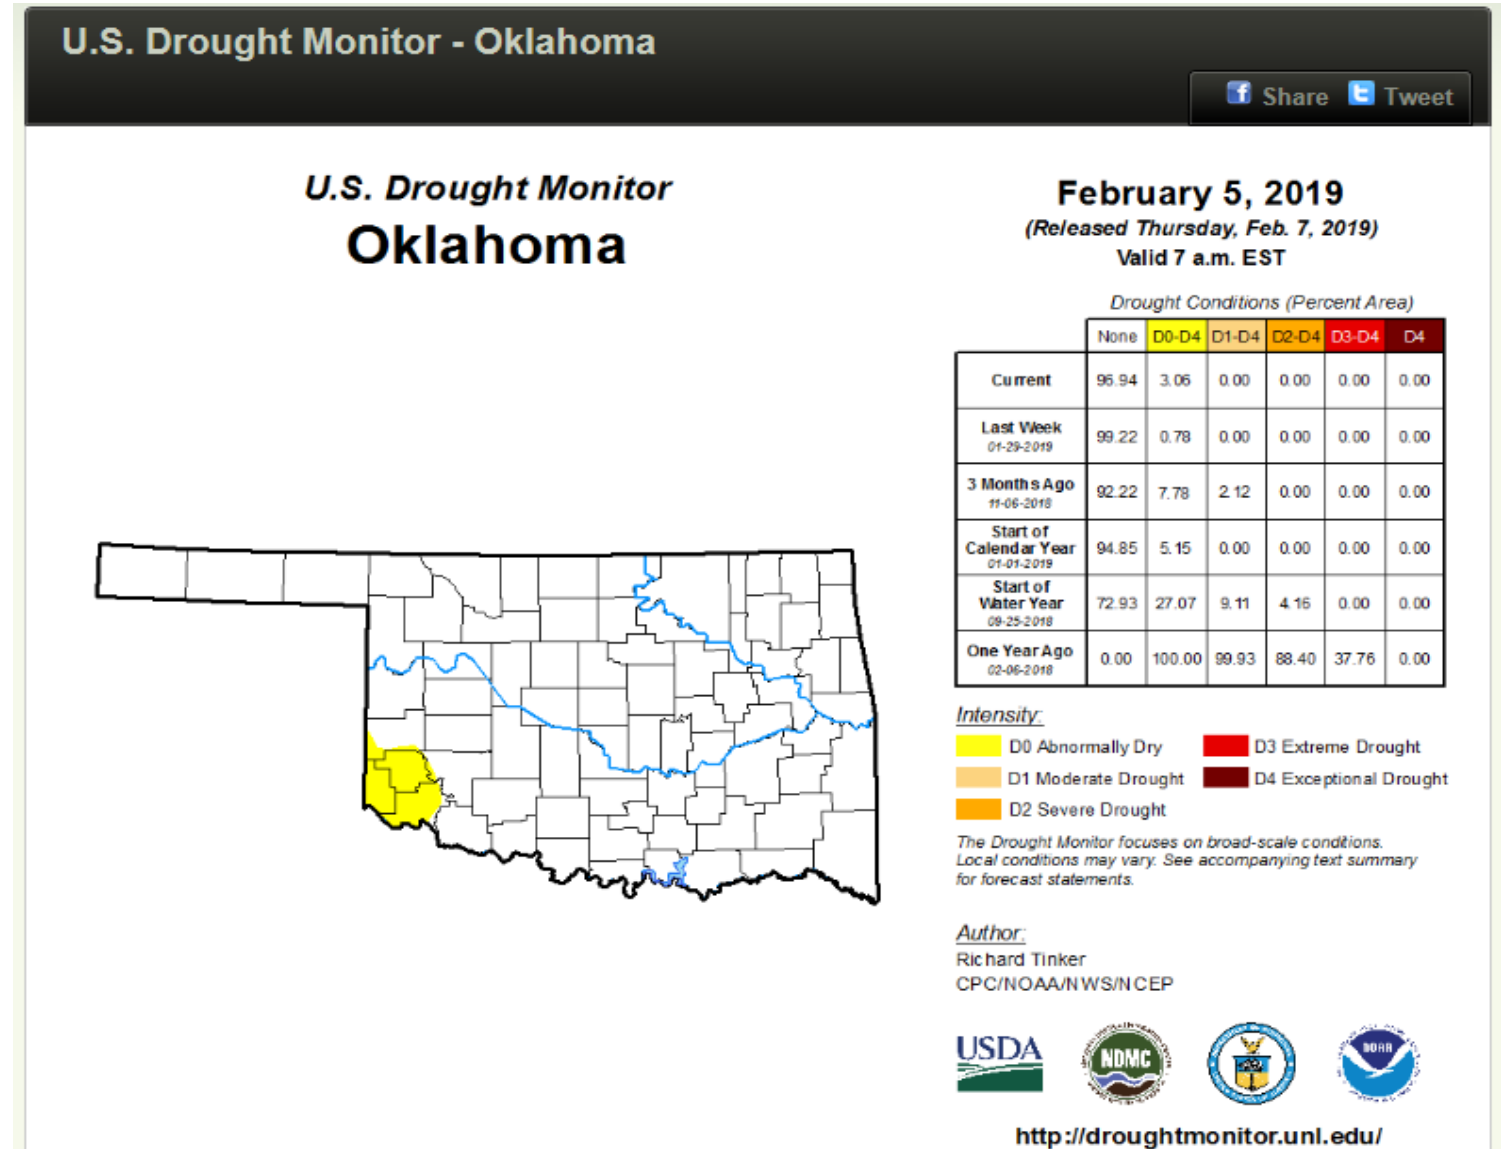 U.S. Drought Monitor - Oklahoma
Share Tweet
U.S. Drought Monitor
Oklahoma
February 5, 2019
(Released Thursday, Feb. 7, 2019)
Valid 7 a.m. EST
Drought Conditions (Percent Area)
None D0-D4 D1-D4 D2-D4 D3-D4 D4
Current 96.94 3.06 0.00 0.00 0.00 0.00
Last Week 01-29-2019 99.22 0.78 0.00 0.00 0.00 0.00
3 Months Ago 11-06-2018 92.22 7.78 2.12 0.00 0.00 0.00
Start of Calendar Year 01-01-2019 94.85 5.15 0.00 0.00 0.00 0.00
Start of Water Year 09-25-2018 72.93 27.07 9.11 4.16 0.00 0.00
One Year Ago 02-06-2018 0.00 100.00 99.93 88.40 37.76 0.00
Intensity:
D0 Abnormally Dry
D1 Moderate Drought
D2 Severe Drought
D3 Extreme Drought
D4 Exceptional Drought
The Drought Monitor focuses on broad-scale conditions.
Local conditions may vary. See accompanying text summary
for forecast statements.
Author:
Richard Tinker
CPC/NOAA/NWS/NCEP
USDA
NDMC
NOAA
http://droughtmonitor.unl.edu/